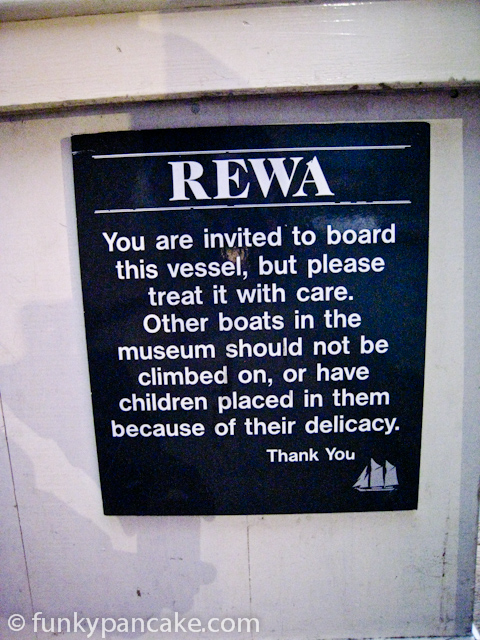 REWA
You are invited to board
this vessel, but please
treat it with care.
Other boats in the
museum should not be
climbed on, or have
children placed in them
because of their delicacy.
Thank You
© funkypancake.com